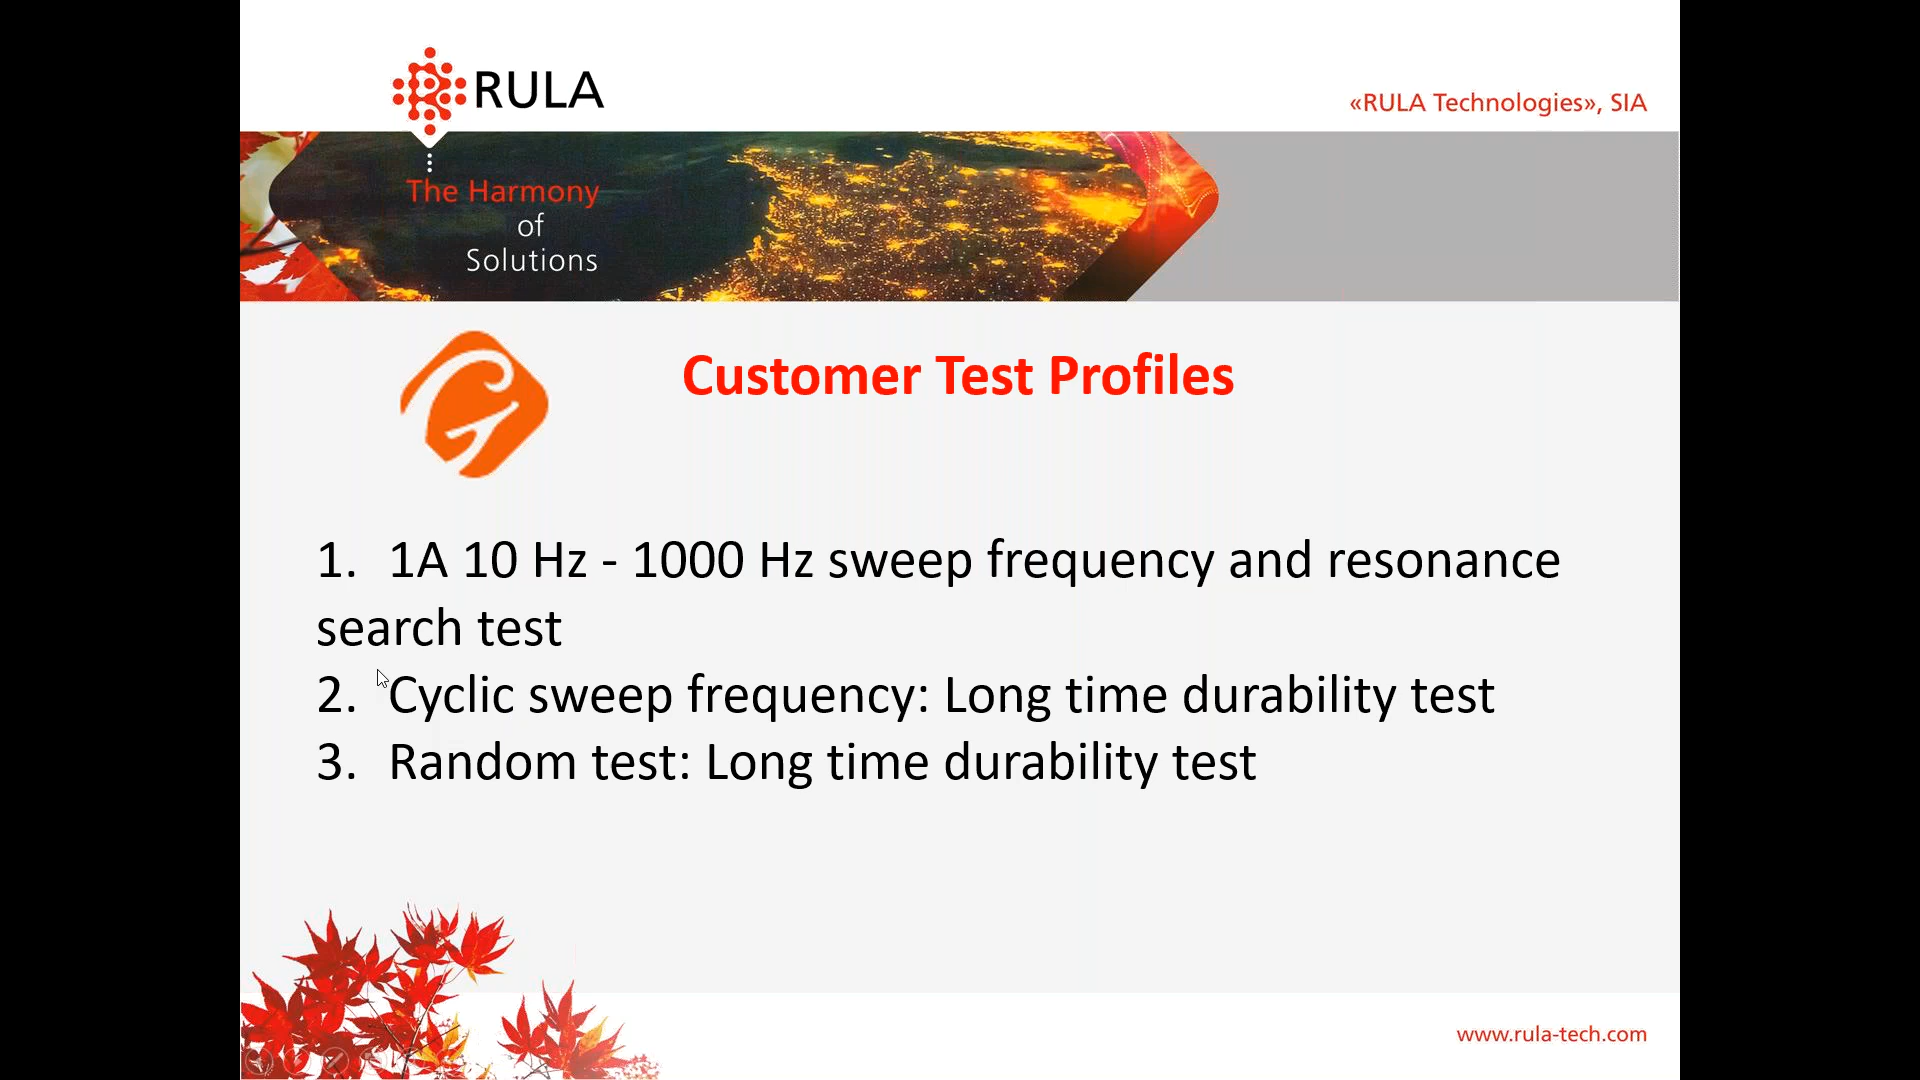 RULA
«RULA Technologies», SIA
The Harmony
of
Solutions
Customer Test Profiles
1. 1A 10 Hz - 1000 Hz sweep frequency and resonance
search test
2. Cyclic sweep frequency: Long time durability test
3. Random test: Long time durability test
www.rula-tech.com